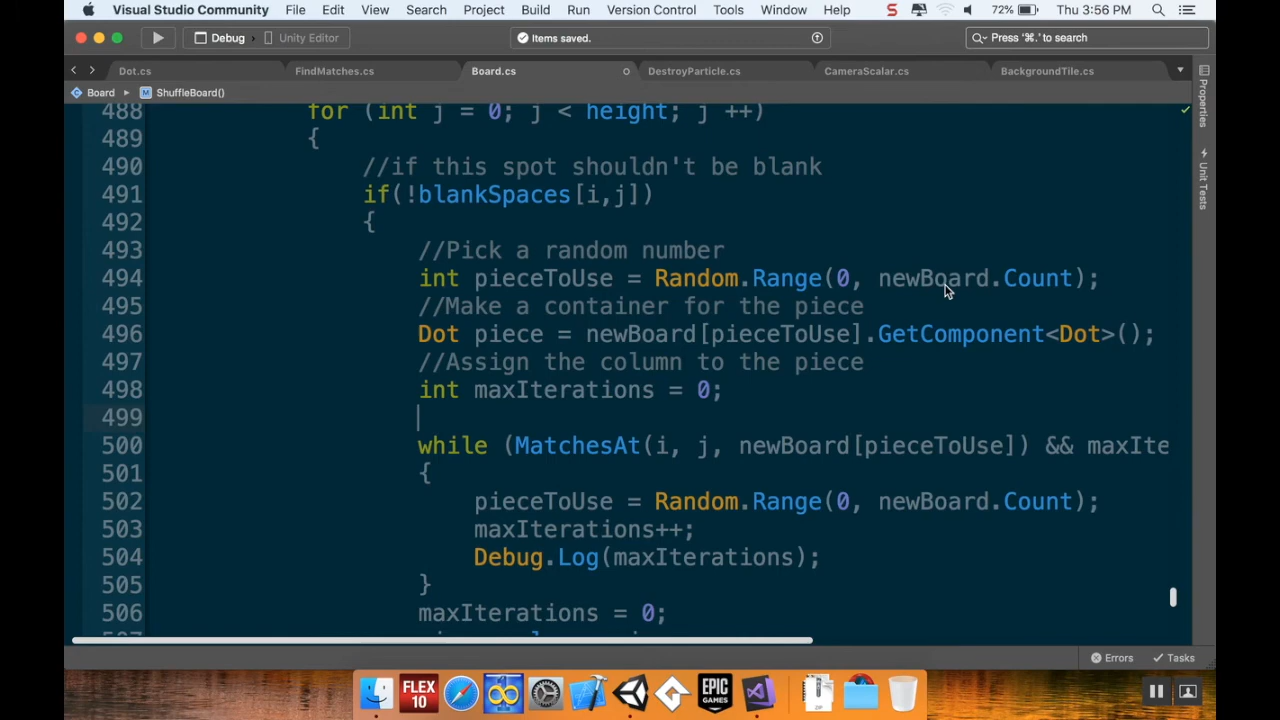 Visual Studio Community File Edit View Search Project Build Run Version Control Tools Window Help S 72% Thu 3:56 PM
Debug Unity Editor Items saved. Press '⌘.' to search
Dot.cs FindMatches.cs Board.cs DestroyParticle.cs CameraScalar.cs BackgroundTile.cs
C Board M ShuffleBoard()
488 for (int j = 0; j < height; j ++)
489 {
490 //if this spot shouldn't be blank
491 if(!blankSpaces[i,j])
492 {
493 //Pick a random number
494 int pieceToUse = Random.Range(0, newBoard.Count);
495 //Make a container for the piece
496 Dot piece = newBoard[pieceToUse].GetComponent<Dot>();
497 //Assign the column to the piece
498 int maxIterations = 0;
499
500 while (MatchesAt(i, j, newBoard[pieceToUse]) && maxIte
501 {
502 pieceToUse = Random.Range(0, newBoard.Count);
503 maxIterations++;
504 Debug.Log(maxIterations);
505 }
506 maxIterations = 0;
Properties
Unit Tests
Errors Tasks
FLEX 10
EPIC GAMES
ZIP